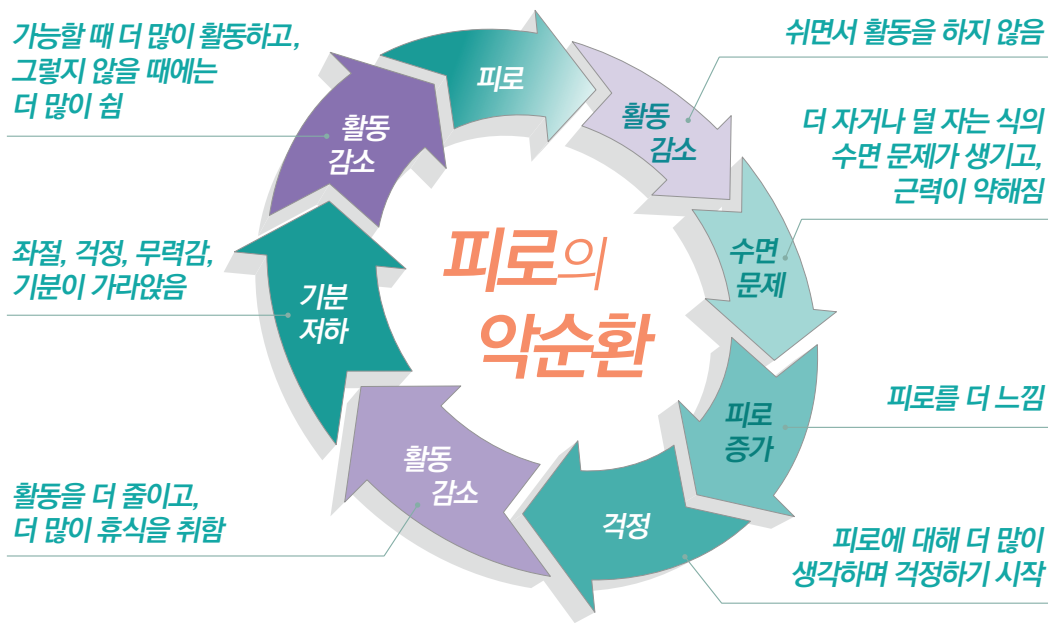 피로의
악순환
피로
활동
감소
쉬면서 활동을 하지 않음
수면
문제
더 자거나 덜 자는 식의
수면 문제가 생기고,
근력이 약해짐
피로
증가
피로를 더 느낌
걱정
피로에 대해 더 많이
생각하며 걱정하기 시작
활동
감소
활동을 더 줄이고,
더 많이 휴식을 취함
기분
저하
좌절, 걱정, 무력감,
기분이 가라앉음
활동
감소
가능할 때 더 많이 활동하고,
그렇지 않을 때에는
더 많이 쉼